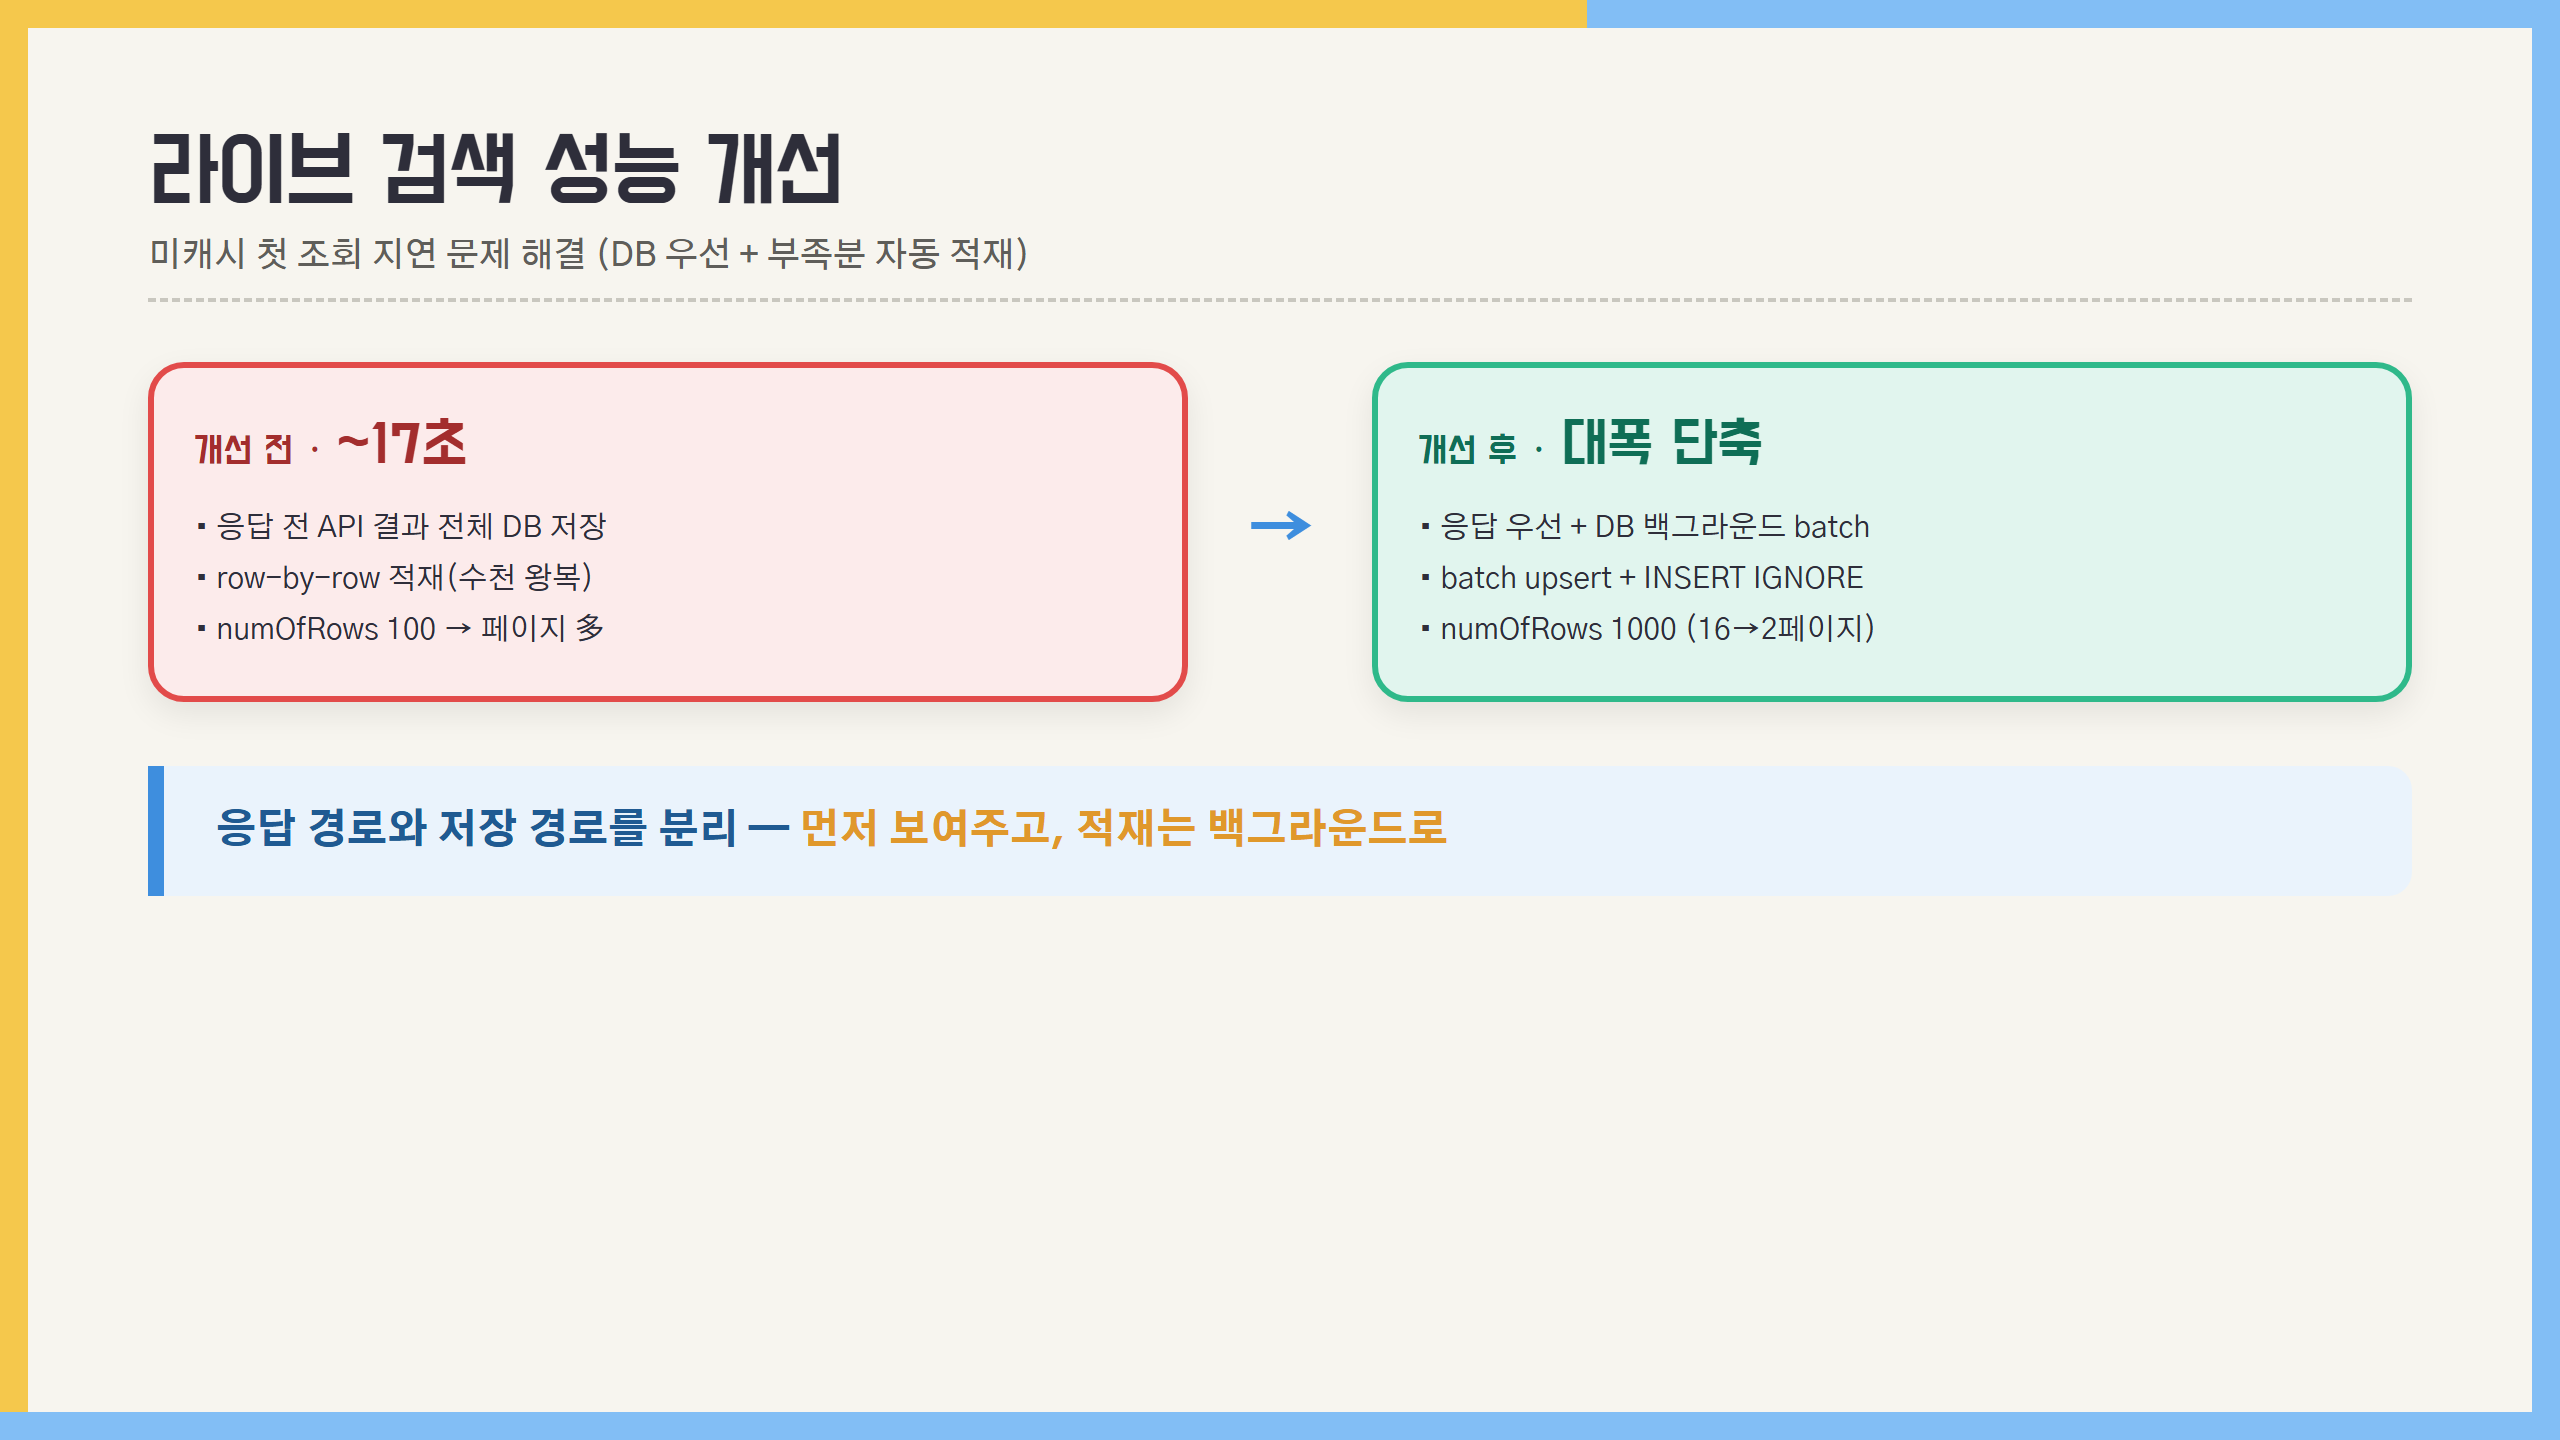 라이브 검색 성능 개선
미캐시 첫 조회 지연 문제 해결 (DB 우선 + 부족분 자동 적재)
개선 전 · ~17초
▪ 응답 전 API 결과 전체 DB 저장
▪ row-by-row 적재(수천 왕복)
▪ numOfRows 100 → 페이지 多
→
개선 후 · 대폭 단축
▪ 응답 우선 + DB 백그라운드 batch
▪ batch upsert + INSERT IGNORE
▪ numOfRows 1000 (16→2페이지)
응답 경로와 저장 경로를 분리 — 먼저 보여주고, 적재는 백그라운드로